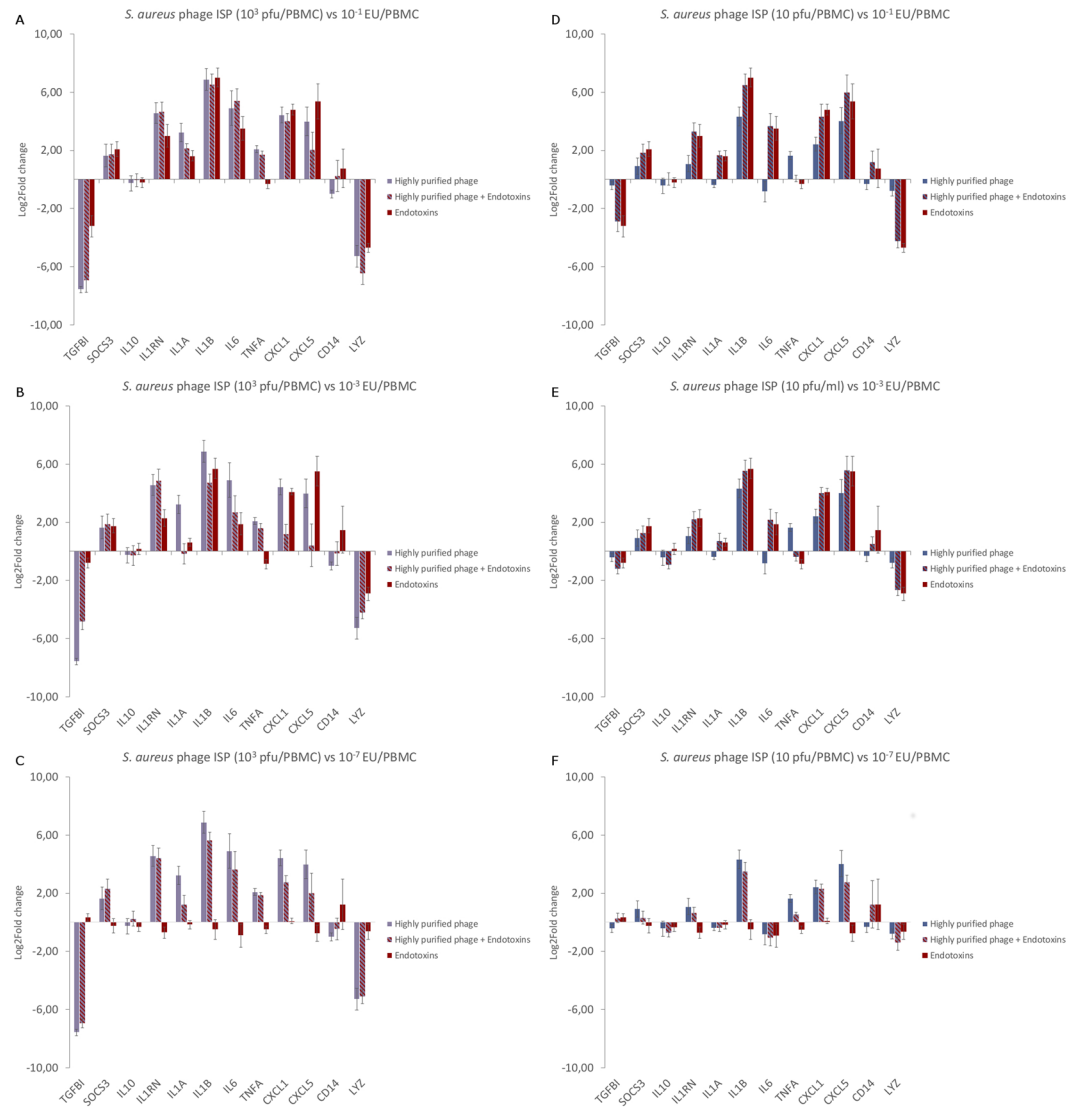 A
S. aureus phage ISP (10³ pfu/PBMC) vs 10⁻¹ EU/PBMC
10,00
6,00
2,00
-2,00
-6,00
-10,00
Log2Fold change
TGFBI
SOCS3
IL10
IL1RN
IL1A
IL1B
IL6
TNFA
CXCL1
CXCL5
CD14
LYZ
Highly purified phage
Highly purified phage + Endotoxins
Endotoxins
D
S. aureus phage ISP (10 pfu/PBMC) vs 10⁻¹ EU/PBMC
10,00
6,00
2,00
-2,00
-6,00
-10,00
Log2Fold change
TGFBI
SOCS3
IL10
IL1RN
IL1A
IL1B
IL6
TNFA
CXCL1
CXCL5
CD14
LYZ
Highly purified phage
Highly purified phage + Endotoxins
Endotoxins
B
S. aureus phage ISP (10³ pfu/PBMC) vs 10⁻³ EU/PBMC
10,00
6,00
2,00
-2,00
-6,00
-10,00
Log2Fold change
TGFBI
SOCS3
IL10
IL1RN
IL1A
IL1B
IL6
TNFA
CXCL1
CXCL5
CD14
LYZ
Highly purified phage
Highly purified phage + Endotoxins
Endotoxins
E
S. aureus phage ISP (10 pfu/ml) vs 10⁻³ EU/PBMC
10,00
6,00
2,00
-2,00
-6,00
-10,00
Log2Fold change
TGFBI
SOCS3
IL10
IL1RN
IL1A
IL1B
IL6
TNFA
CXCL1
CXCL5
CD14
LYZ
Highly purified phage
Highly purified phage + Endotoxins
Endotoxins
C
S. aureus phage ISP (10³ pfu/PBMC) vs 10⁻⁷ EU/PBMC
10,00
6,00
2,00
-2,00
-6,00
-10,00
Log2Fold change
TGFBI
SOCS3
IL10
IL1RN
IL1A
IL1B
IL6
TNFA
CXCL1
CXCL5
CD14
LYZ
Highly purified phage
Highly purified phage + Endotoxins
Endotoxins
F
S. aureus phage ISP (10 pfu/PBMC) vs 10⁻⁷ EU/PBMC
10,00
6,00
2,00
-2,00
-6,00
-10,00
Log2Fold change
TGFBI
SOCS3
IL10
IL1RN
IL1A
IL1B
IL6
TNFA
CXCL1
CXCL5
CD14
LYZ
Highly purified phage
Highly purified phage + Endotoxins
Endotoxins